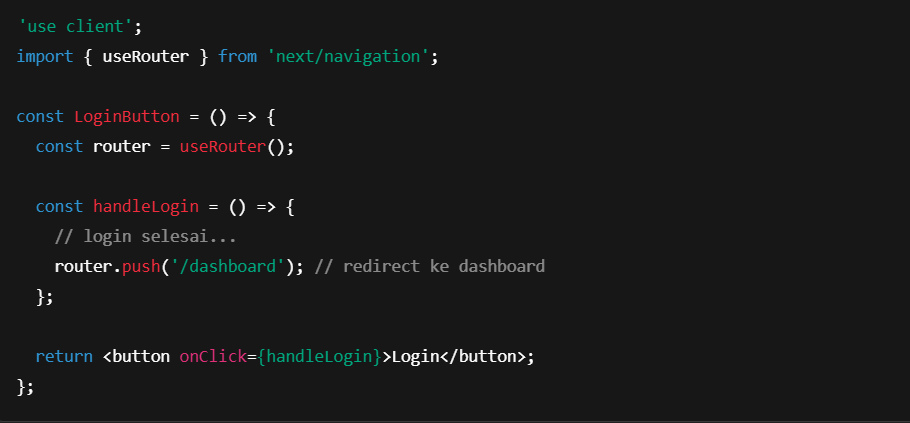 'use client';
import { useRouter } from 'next/navigation';
const LoginButton = () => {
const router = useRouter();
const handleLogin = () => {
// login selesai...
router.push('/dashboard'); // redirect ke dashboard
};
return <button onClick={handleLogin}>Login</button>;
};